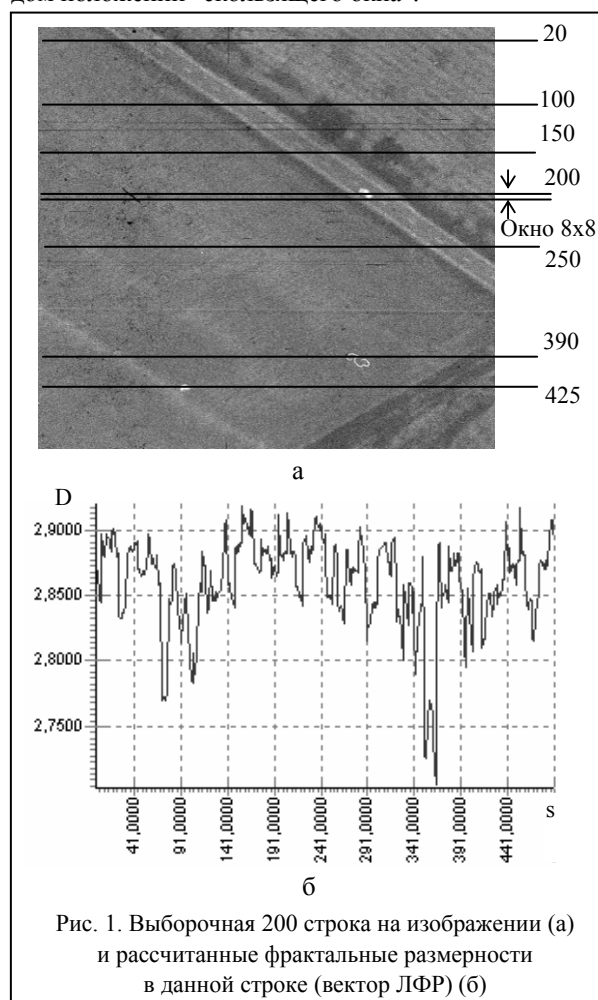 дом положении "скользящего окна".
20
100
150
200
Окно 8x8
250
390
425
а
D
2,9000
2,8500
2,8000
2,7500
41,0000
91,0000
141,0000
191,0000
241,0000
291,0000
341,0000
391,0000
441,0000
s
б
Рис. 1. Выборочная 200 строка на изображении (а)
и рассчитанные фрактальные размерности
в данной строке (вектор ЛФР) (б)